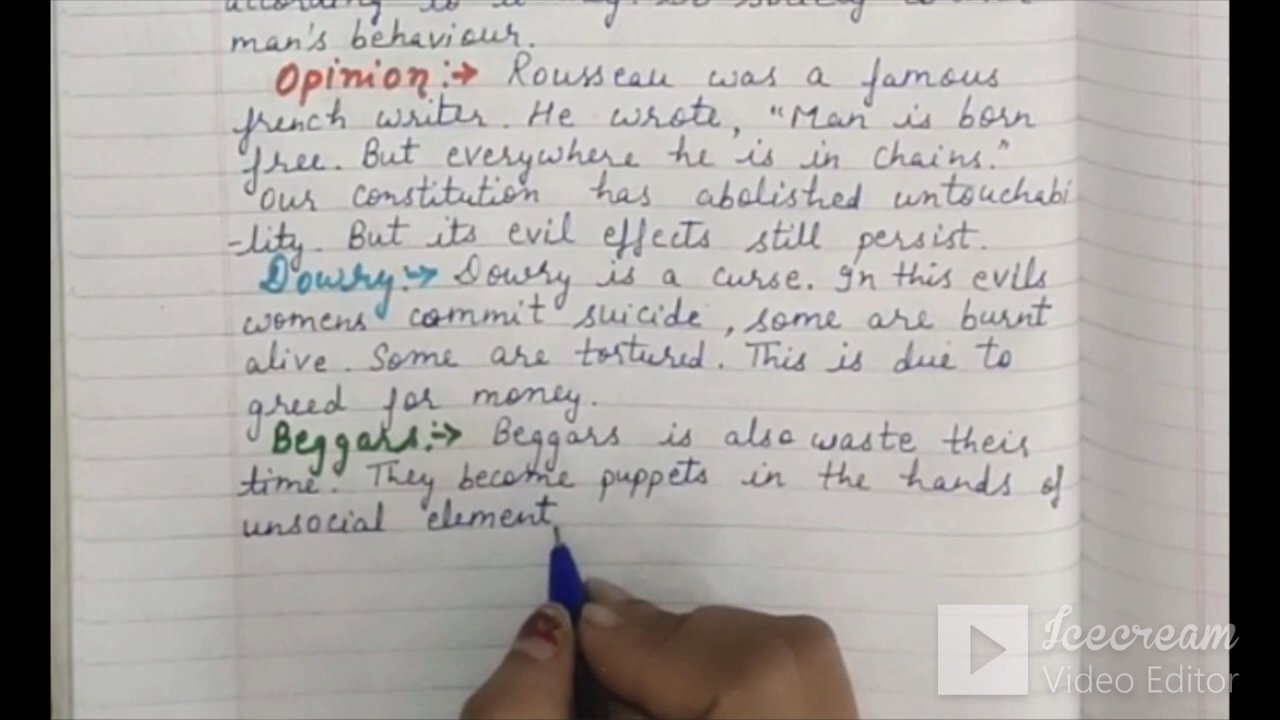 man's behaviour.
Opinion:→ Rousseau was a famous
french writer. He wrote, "Man is born
free. But everywhere he is in chains."
Our constitution has abolished untouchabi
-lity. But its evil effects still persist.
Dowry:→ Dowry is a curse. In this evils
womens commit suicide, some are burnt
alive. Some are tortured. This is due to
greed for money.
Beggars:→ Beggars is also waste theis
time. They become puppets in the hands of
unsocial element
Icecream
Video Editor